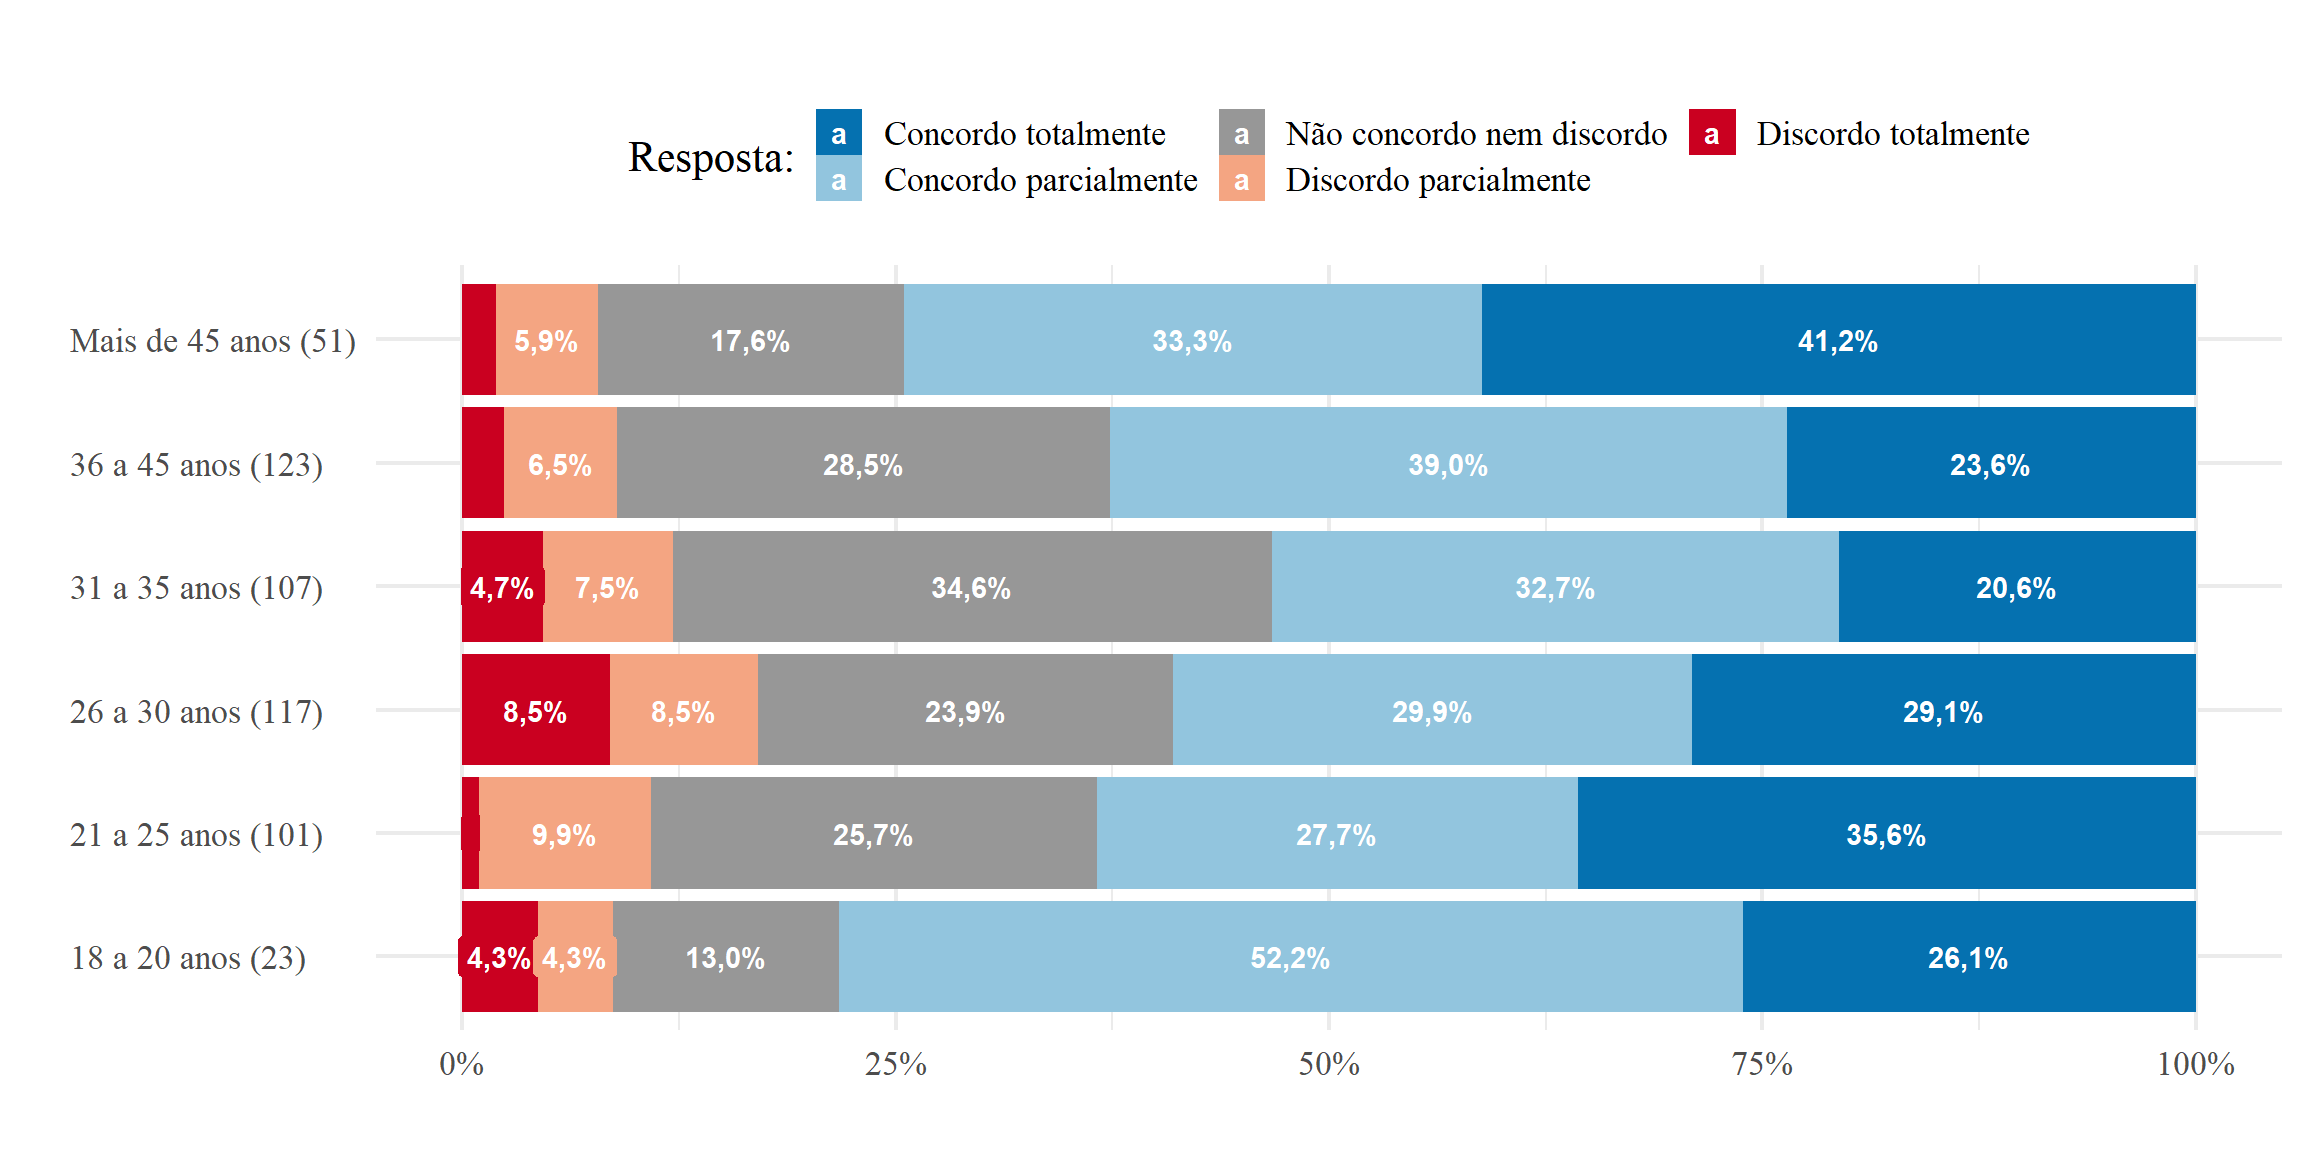 Resposta:
a Concordo totalmente
a Não concordo nem discordo
a Discordo totalmente
a Concordo parcialmente
a Discordo parcialmente
Mais de 45 anos (51) 5,9% 17,6% 33,3% 41,2%
36 a 45 anos (123) 6,5% 28,5% 39,0% 23,6%
31 a 35 anos (107) 4,7% 7,5% 34,6% 32,7% 20,6%
26 a 30 anos (117) 8,5% 8,5% 23,9% 29,9% 29,1%
21 a 25 anos (101) 9,9% 25,7% 27,7% 35,6%
18 a 20 anos (23) 4,3% 4,3% 13,0% 52,2% 26,1%
0% 25% 50% 75% 100%